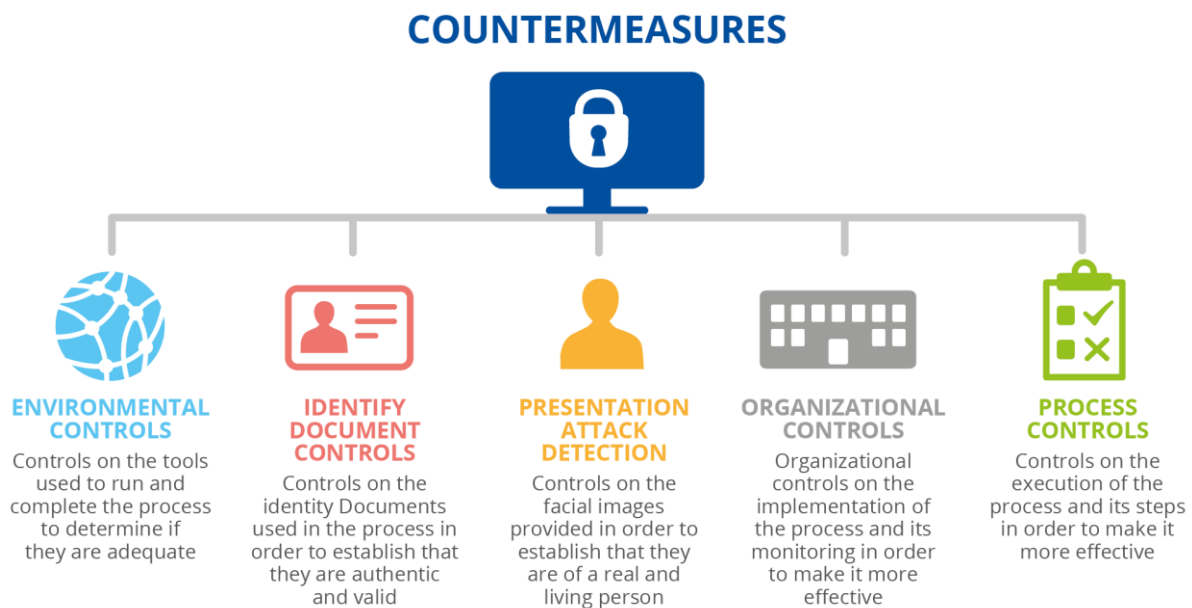 COUNTERMEASURES
ENVIRONMENTAL
CONTROLS
Controls on the tools
used to run and
complete the process
to determine if
they are adequate
IDENTIFY
DOCUMENT
CONTROLS
Controls on the
identity Documents
used in the process in
order to establish that
they are authentic
and valid
PRESENTATION
ATTACK
DETECTION
Controls on the
facial images
provided in order to
establish that they
are of a real and
living person
ORGANIZATIONAL
CONTROLS
Organizational
controls on the
implementation of
the process and its
monitoring in order
to make it more
effective
PROCESS
CONTROLS
Controls on the
execution of the
process and its steps
in order to make it
more effective